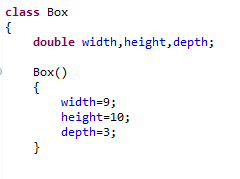 class Box
{
    double width,height,depth;

    Box()
    {
        width=9;
        height=10;
        depth=3;
    }